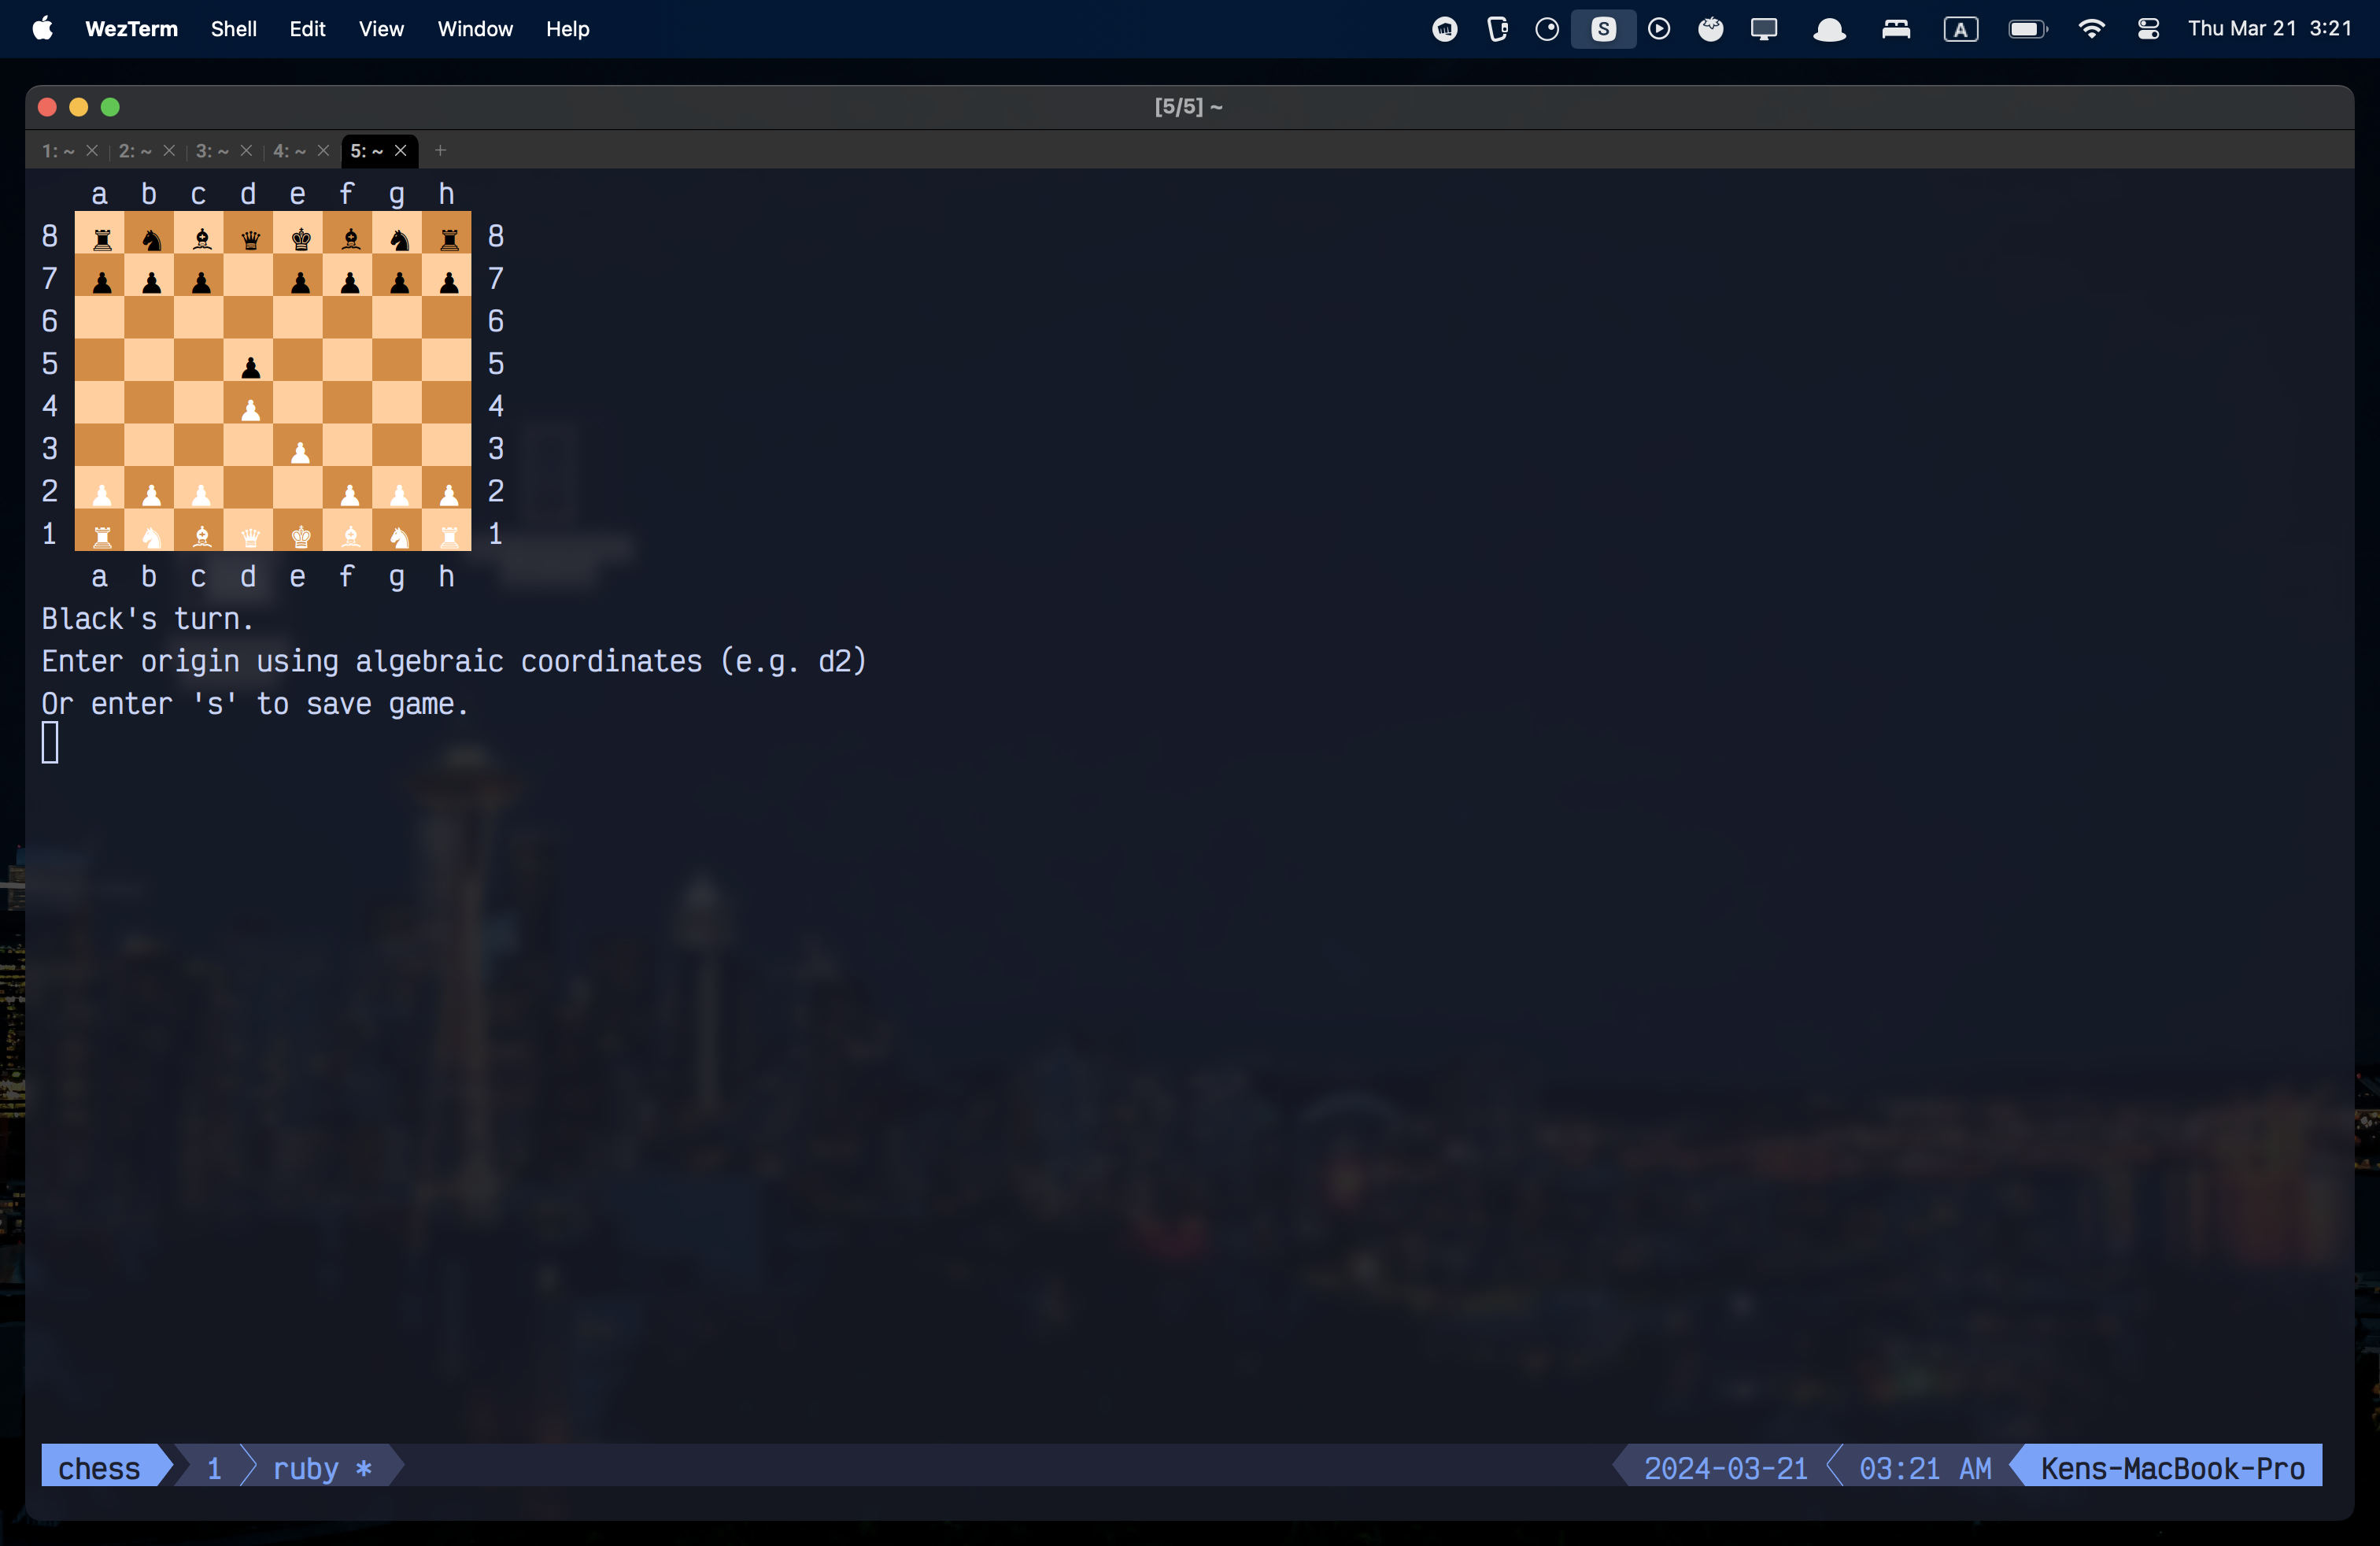 WezTerm Shell Edit View Window Help S A Thu Mar 21 3:21
[5/5] ~
1: ~ × 2: ~ × 3: ~ × 4: ~ × 5: ~ × +
a b c d e f g h
8 ♜ ♞ ♝ ♛ ♚ ♝ ♞ ♜ 8
7 ♟ ♟ ♟ ♟ ♟ ♟ ♟ 7
6 6
5 ♟ 5
4 ♟ 4
3 ♟ 3
2 ♟ ♟ ♟ ♟ ♟ ♟ 2
1 ♜ ♞ ♝ ♛ ♚ ♝ ♞ ♜ 1
a b c d e f g h
Black's turn.
Enter origin using algebraic coordinates (e.g. d2)
Or enter 's' to save game.
chess 1 ruby * 2024-03-21 03:21 AM Kens-MacBook-Pro